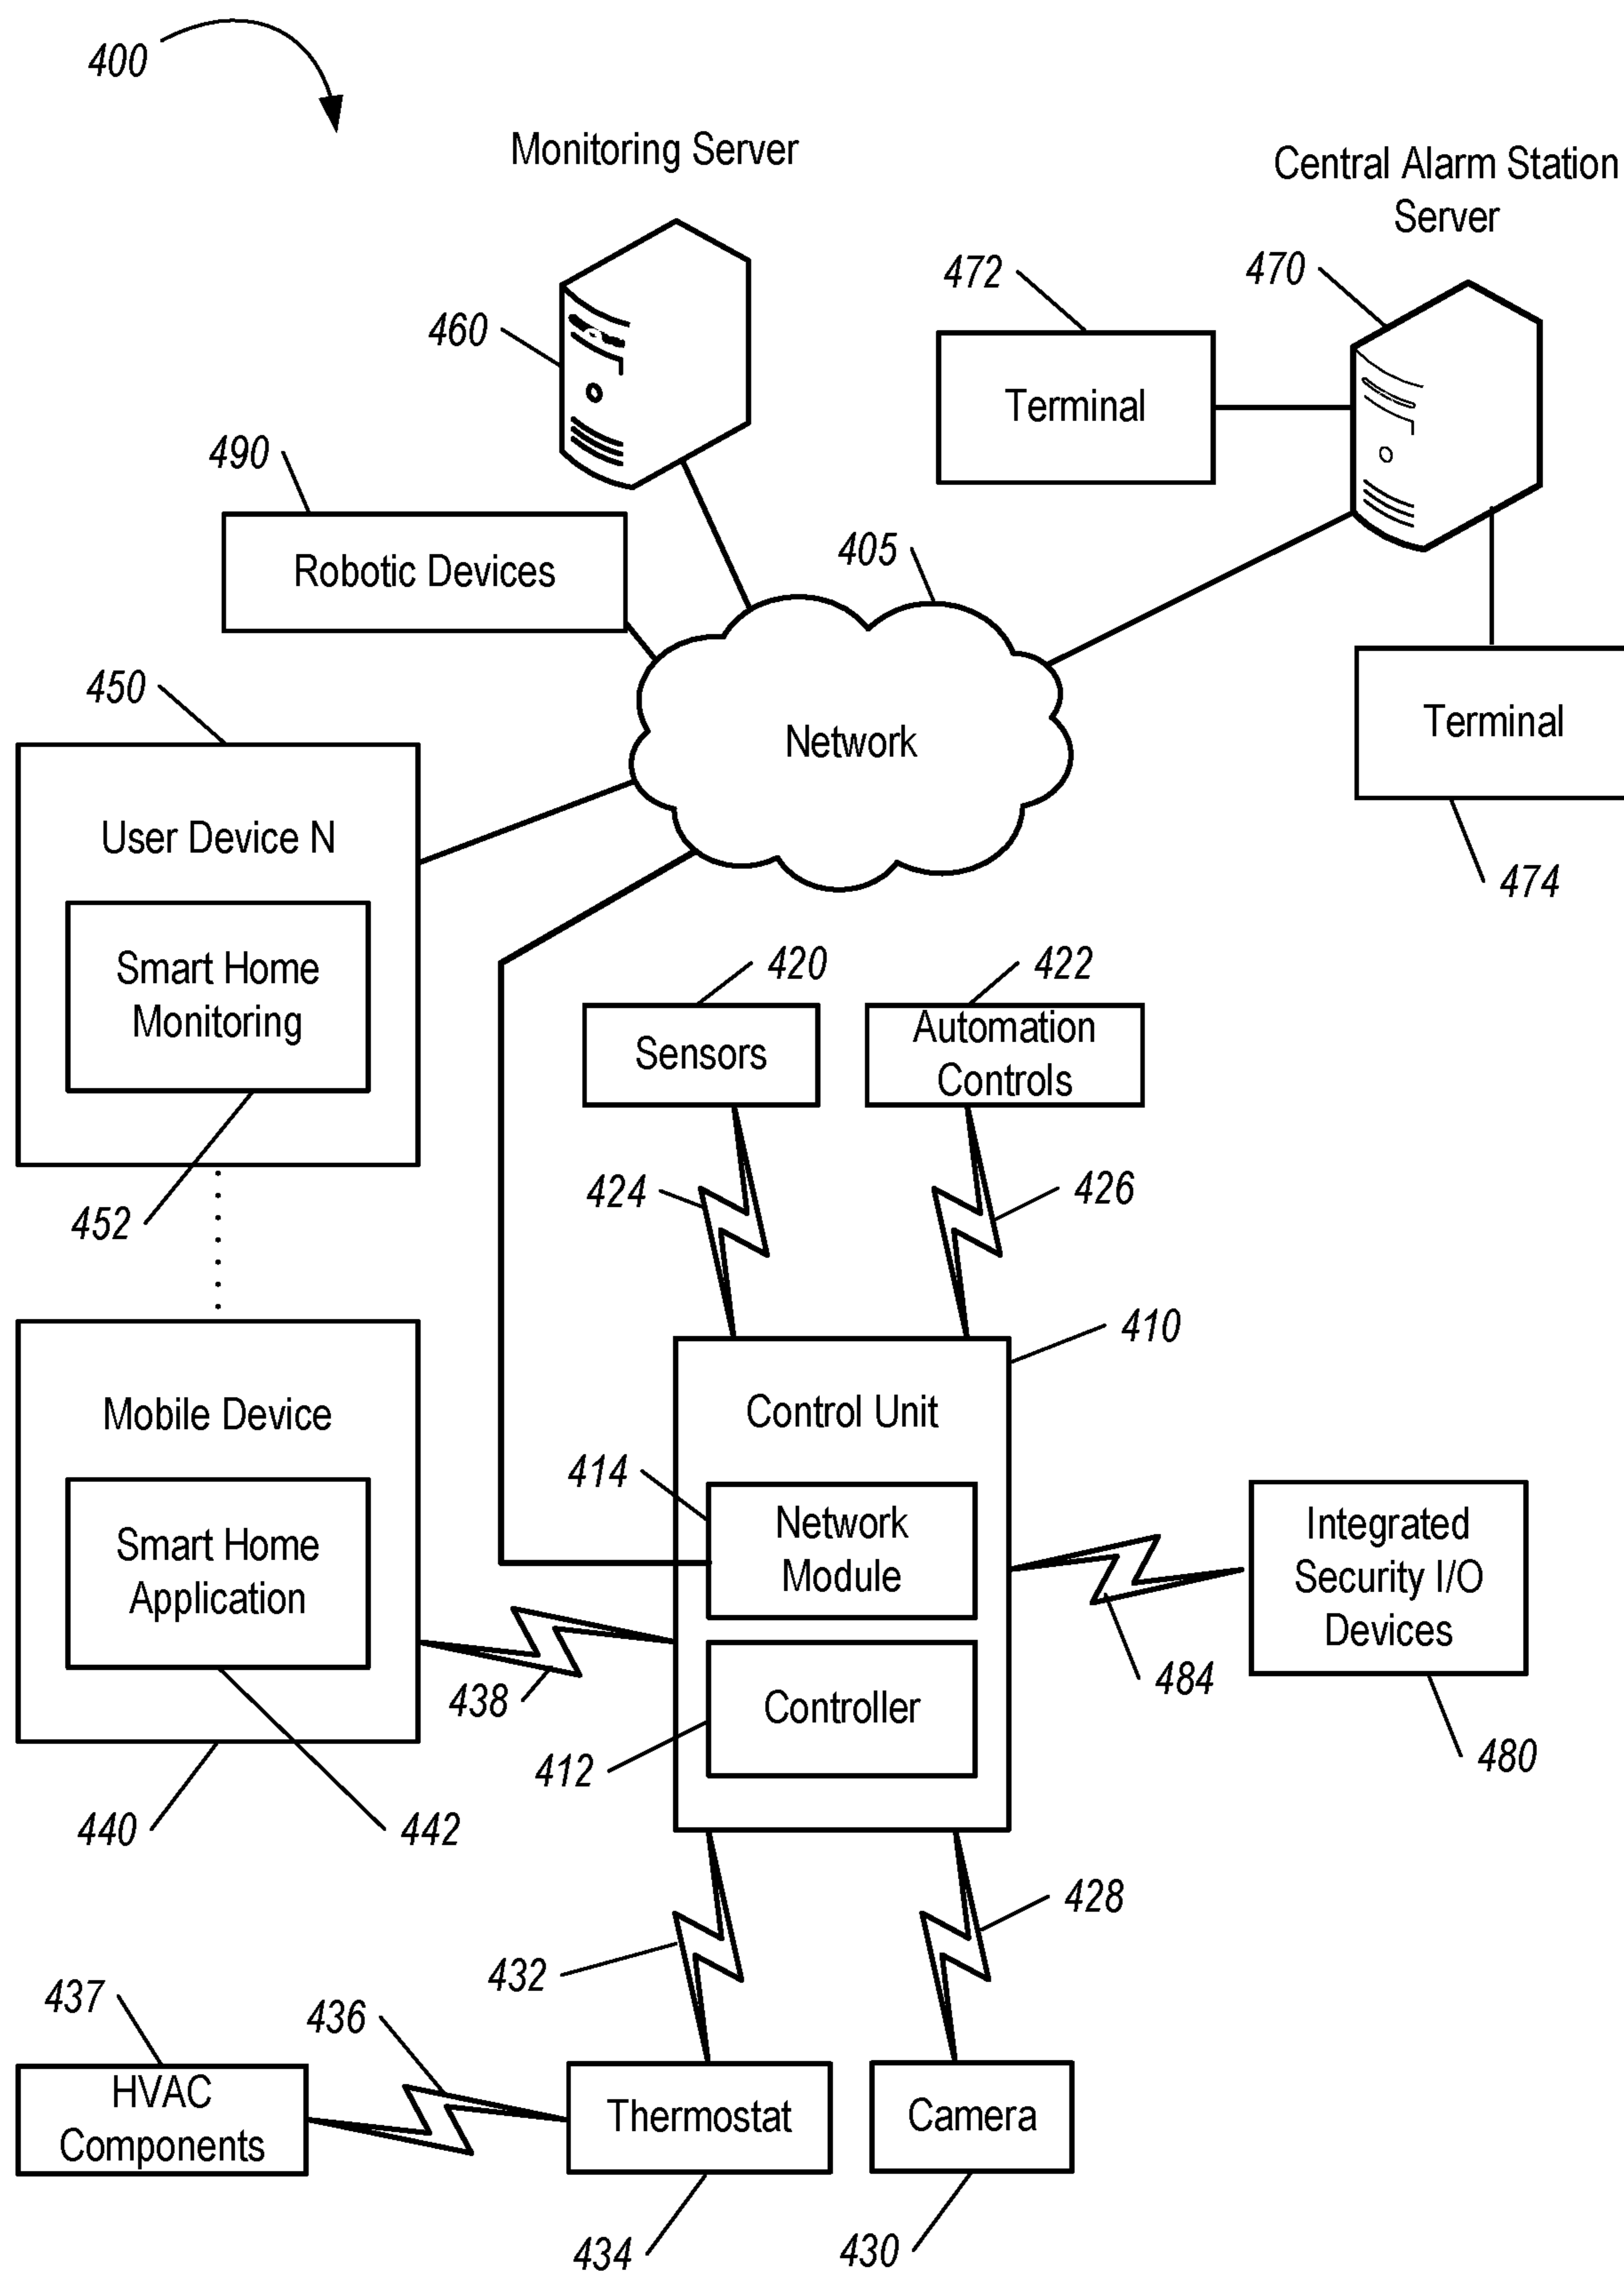 400
Monitoring Server
Central Alarm Station
Server
472
470
460
Terminal
490
405
Robotic Devices
450
Network
Terminal
User Device N
474
Smart Home
Monitoring
420
422
Sensors
Automation
Controls
424
426
452
410
Mobile Device
Control Unit
414
Smart Home
Application
Network
Module
Integrated
Security I/O
Devices
438
484
Controller
412
480
440
442
428
432
437
436
HVAC
Components
Thermostat
Camera
434
430